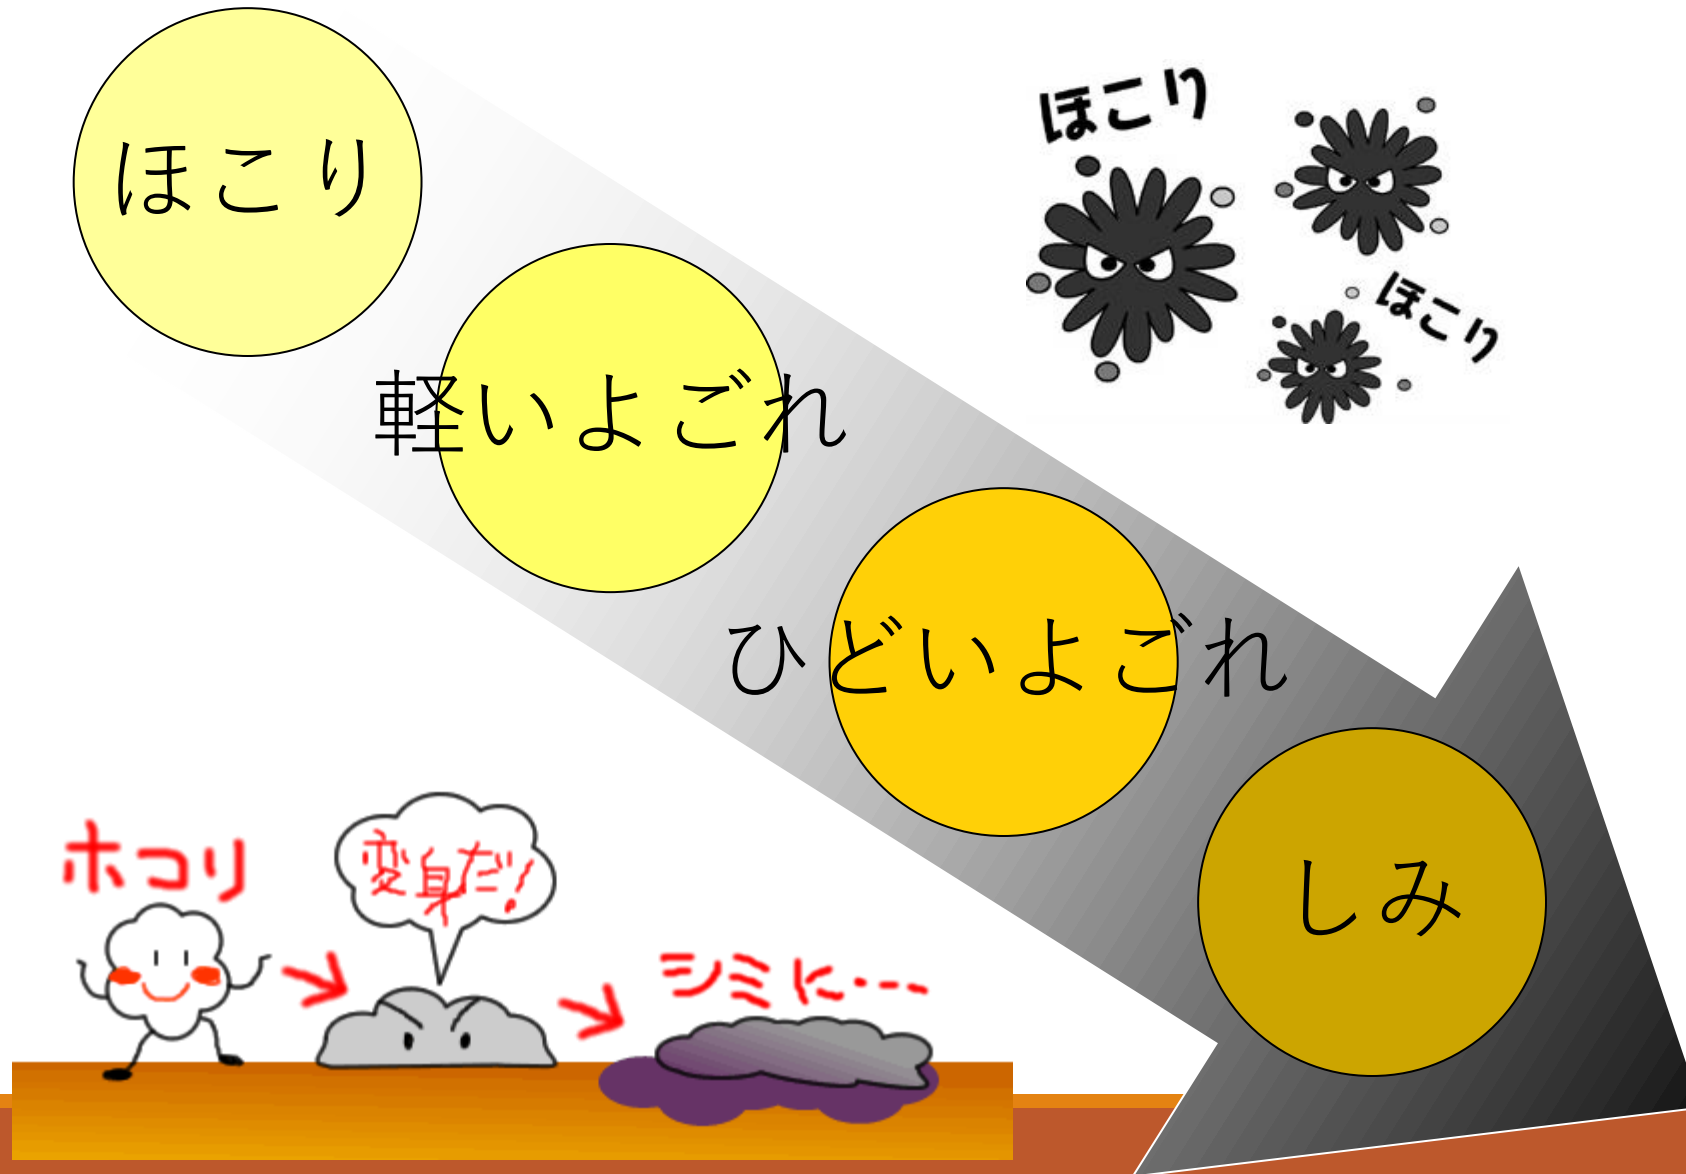 ほこり
ほこり
ほこり
軽いよごれ
ひどいよごれ
しみ
ホコリ
変身だ!
シミに・・・・